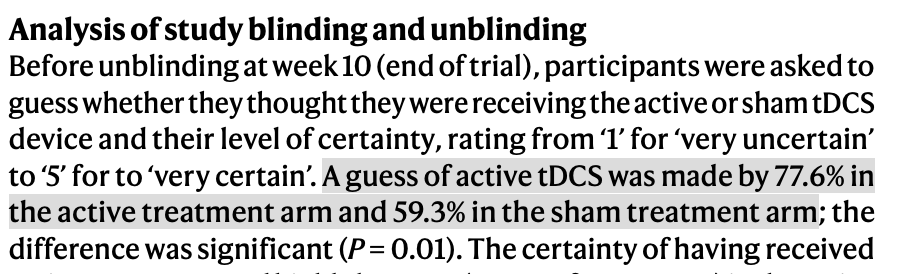 Analysis of study blinding and unblinding
Before unblinding at week 10 (end of trial), participants were asked to
guess whether they thought they were receiving the active or sham tDCS
device and their level of certainty, rating from ‘1’ for ‘very uncertain’
to ‘5’ for to ‘very certain’. A guess of active tDCS was made by 77.6% in
the active treatment arm and 59.3% in the sham treatment arm; the
difference was significant (P = 0.01). The certainty of having received